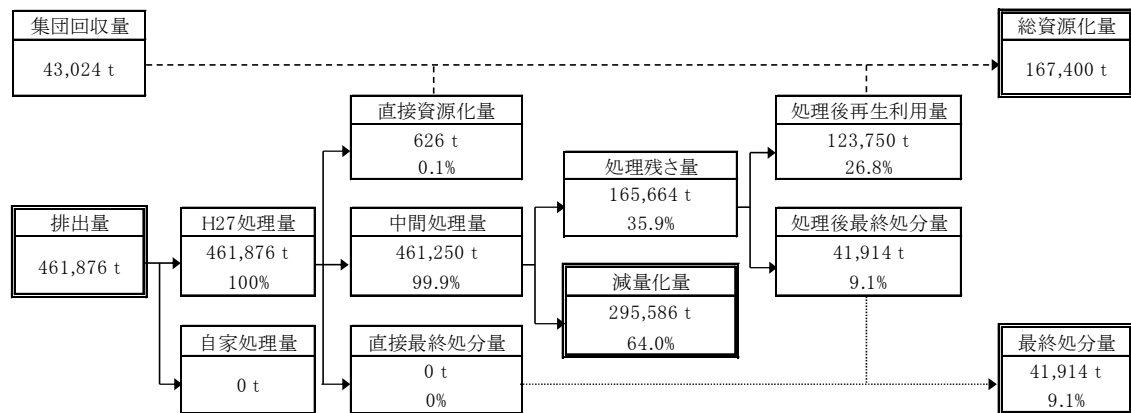 集団回収量
43,024 t
総資源化量
167,400 t
直接資源化量
626 t
0.1%
処理後再生利用量
123,750 t
26.8%
処理残さ量
165,664 t
35.9%
排出量
461,876 t
H27処理量
461,876 t
100%
中間処理量
461,250 t
99.9%
処理後最終処分量
41,914 t
9.1%
減量化量
295,586 t
64.0%
自家処理量
0 t
直接最終処分量
0 t
0%
最終処分量
41,914 t
9.1%